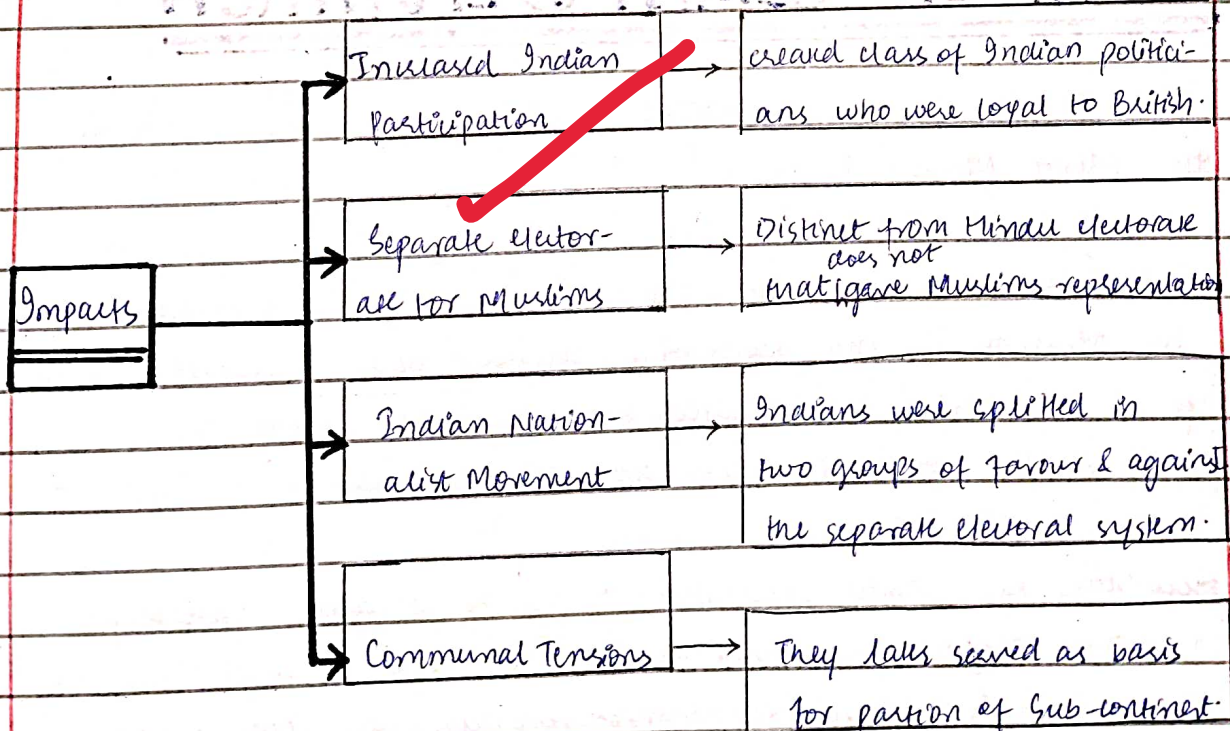 Increased Indian
Participation
creared class of Indian politici-
ans who were loyal to British.
Separate elector-
ate for Muslims
Distinct from Hindu electorate
does not
that gave Muslims representation
Impacts
Indian Nation-
alist Movement
Indians were splitted in
two groups of favour & against
the separate electoral system.
Communal Tensions
They later served as basis
for partion of Sub-continent.